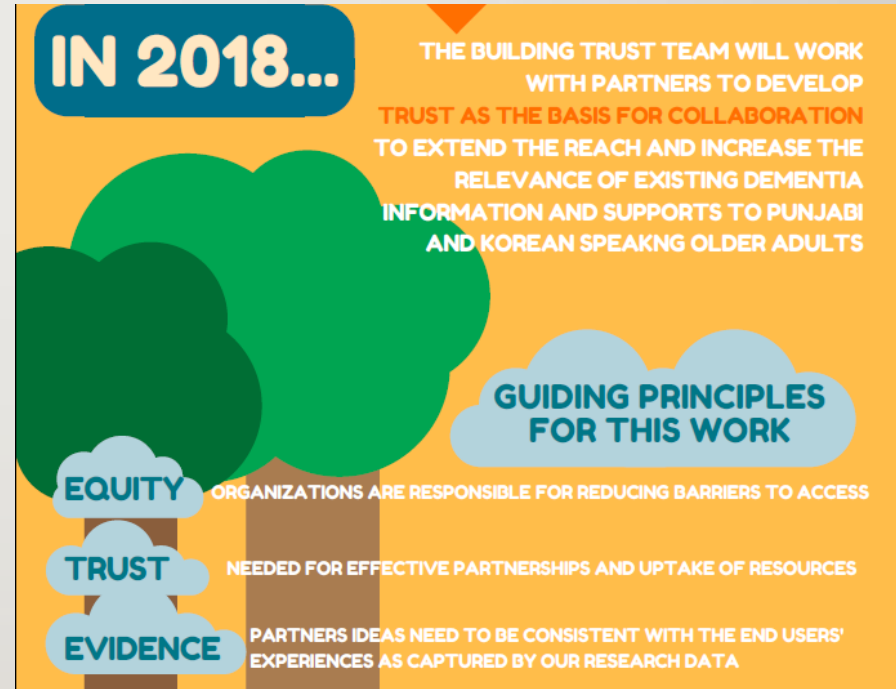 IN 2018...
THE BUILDING TRUST TEAM WILL WORK
WITH PARTNERS TO DEVELOP
TRUST AS THE BASIS FOR COLLABORATION
TO EXTEND THE REACH AND INCREASE THE
RELEVANCE OF EXISTING DEMENTIA
INFORMATION AND SUPPORTS TO PUNJABI
AND KOREAN SPEAKNG OLDER ADULTS
GUIDING PRINCIPLES
FOR THIS WORK
EQUITY ORGANIZATIONS ARE RESPONSIBLE FOR REDUCING BARRIERS TO ACCESS
TRUST NEEDED FOR EFFECTIVE PARTNERSHIPS AND UPTAKE OF RESOURCES
EVIDENCE PARTNERS IDEAS NEED TO BE CONSISTENT WITH THE END USERS'
EXPERIENCES AS CAPTURED BY OUR RESEARCH DATA